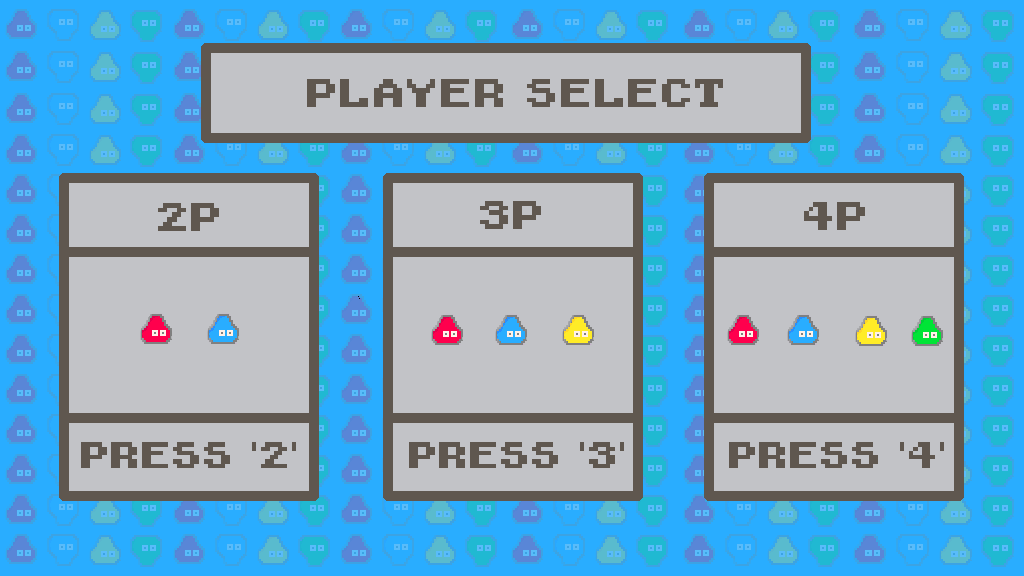 PLAYER SELECT
2P
3P
4P
PRESS '2'
PRESS '3'
PRESS '4'